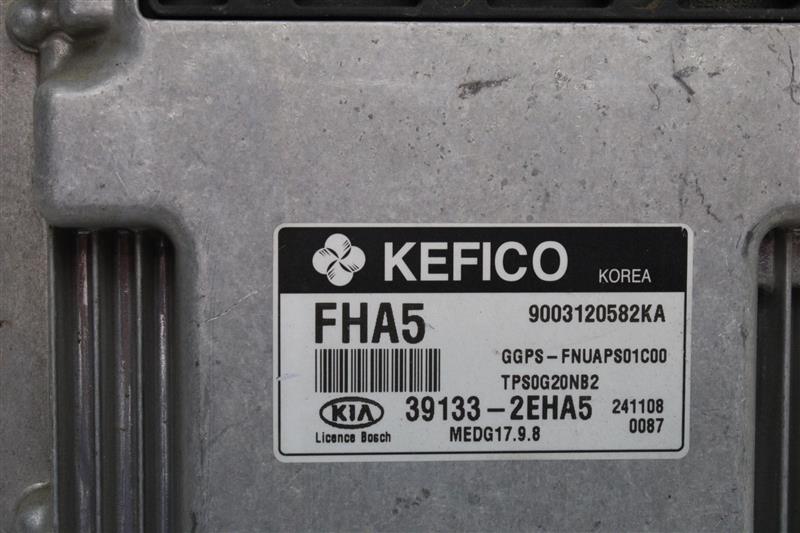 KEFICO KOREA
FHA5 9003120582KA
GGPS-FNUAPS01C00
TPS0G20NB2
KIA 39133-2EHA5 241108
Licence Bosch MEDG17.9.8 0087